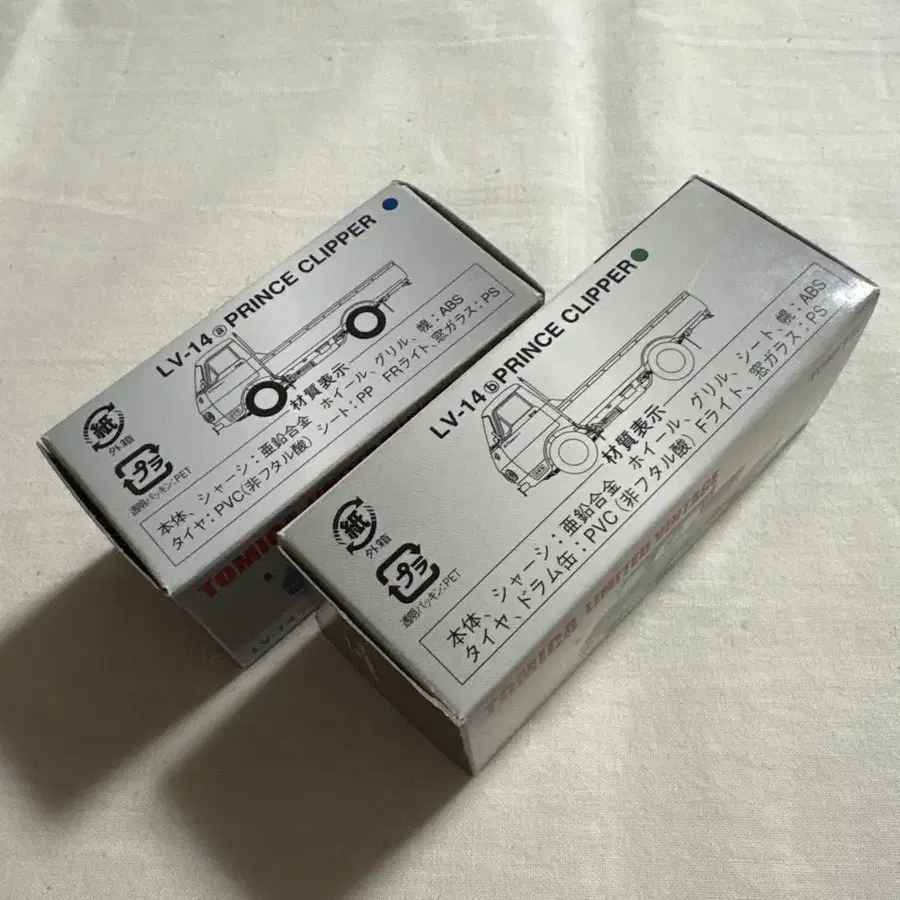 LV-14ⓐPRINCE CLIPPER
紙
外箱
プラ
透明パッキン:PET
材質表示
本体、シャーシ:亜鉛合金 ホイール、グリル、幌:ABS
タイヤ:PVC(非フタル酸) シート:PP FRライト、窓ガラス:PS
TOMICA
LV-14
LV-14ⓑPRINCE CLIPPER
紙
外箱
プラ
透明パッキン:PET
材質表示
本体、シャーシ:亜鉛合金 ホイール、グリル、シート、幌:ABS
タイヤ、ドラム缶:PVC(非フタル酸) Fライト、窓ガラス:PS
TOMICA LIMITED VINTAGE